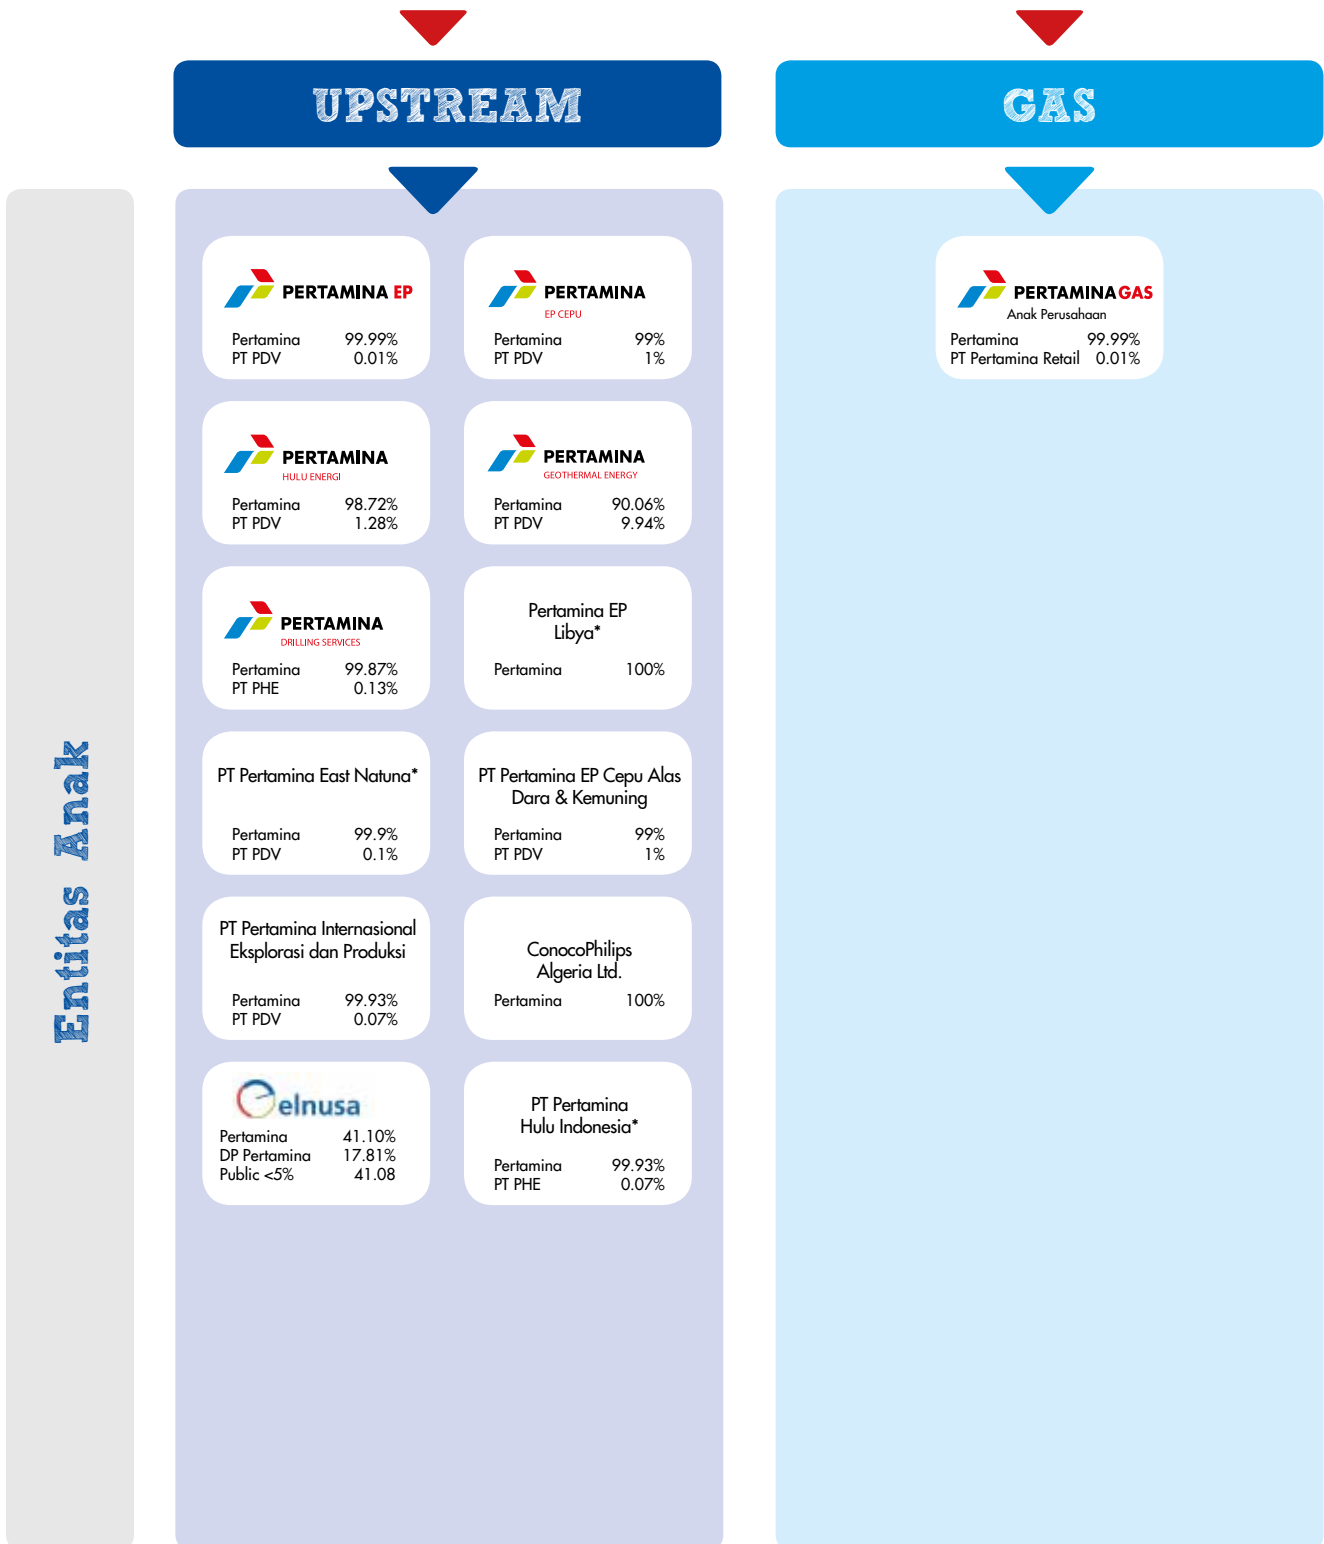 UPSTREAM
GAS
Entitas Anak
PERTAMINA EP
Pertamina 99.99%
PT PDV 0.01%
PERTAMINA
EP CEPU
Pertamina 99%
PT PDV 1%
PERTAMINA
HULU ENERGI
Pertamina 98.72%
PT PDV 1.28%
PERTAMINA
GEOTHERMAL ENERGY
Pertamina 90.06%
PT PDV 9.94%
PERTAMINA
DRILLING SERVICES
Pertamina 99.87%
PT PHE 0.13%
Pertamina EP
Libya*
Pertamina 100%
PT Pertamina East Natuna*
Pertamina 99.9%
PT PDV 0.1%
PT Pertamina EP Cepu Alas
Dara & Kemuning
Pertamina 99%
PT PDV 1%
PT Pertamina Internasional
Eksplorasi dan Produksi
Pertamina 99.93%
PT PDV 0.07%
ConocoPhilips
Algeria Ltd.
Pertamina 100%
elnusa
Pertamina 41.10%
DP Pertamina 17.81%
Public <5% 41.08
PT Pertamina
Hulu Indonesia*
Pertamina 99.93%
PT PHE 0.07%
PERTAMINA GAS
Anak Perusahaan
Pertamina 99.99%
PT Pertamina Retail 0.01%